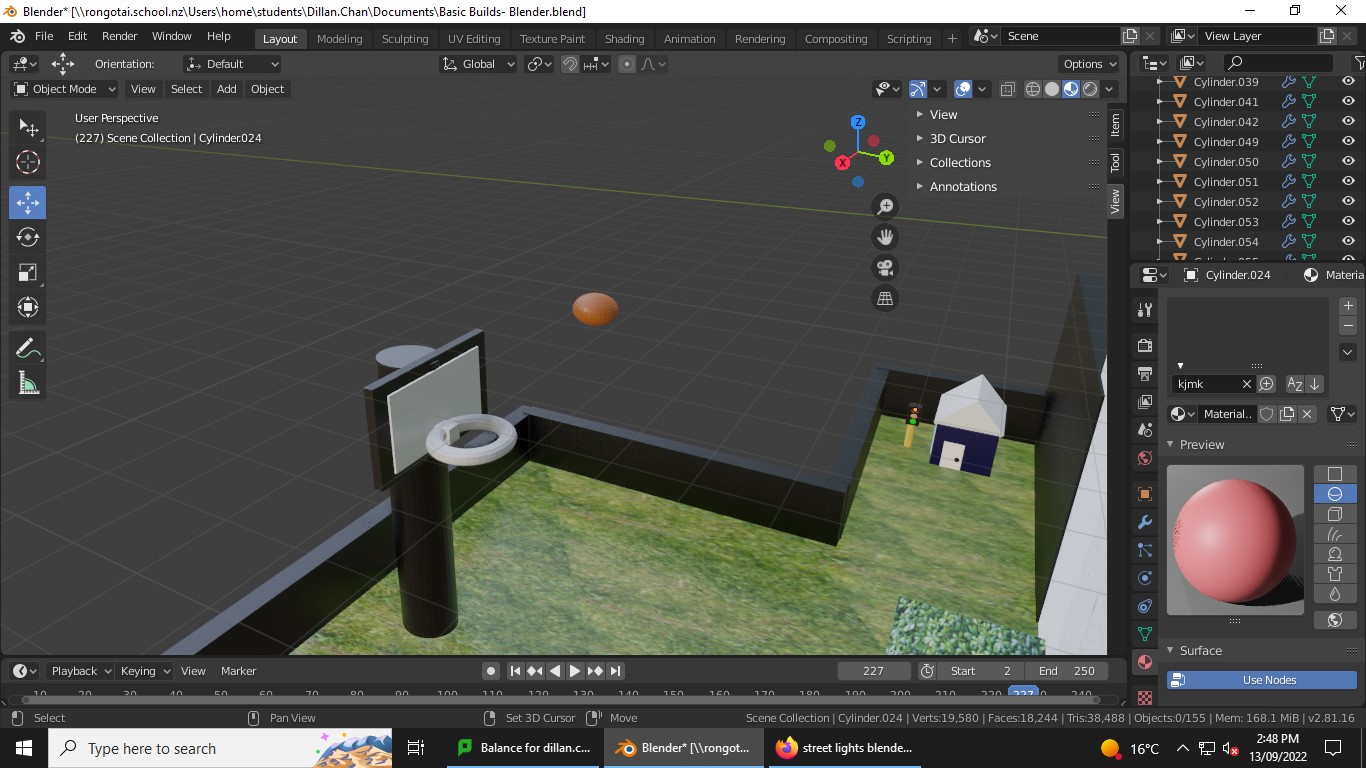 Blender* [\\rongotai.school.nz\Users\home\students\Dillan.Chan\Documents\Basic Builds- Blender.blend]
File Edit Render Window Help Layout Modeling Sculpting UV Editing Texture Paint Shading Animation Rendering Compositing Scripting + Scene View Layer
Orientation: Default Global Options
Object Mode View Select Add Object
User Perspective
(227) Scene Collection | Cylinder.024
Z
Y
X
View
3D Cursor
Collections
Annotations
Item
Tool
View
Cylinder.039
Cylinder.041
Cylinder.042
Cylinder.049
Cylinder.050
Cylinder.051
Cylinder.052
Cylinder.053
Cylinder.054
Cylinder.024 Materia
kjmk
Material..
Preview
Surface
Use Nodes
Playback Keying View Marker 227 Start 2 End 250
10 20 30 40 50 60 70 80 90 100 110 120 130 140 150 160 170 180 190 200 210 220 227 240
Select Pan View Set 3D Cursor Move Scene Collection | Cylinder.024 | Verts:19,580 | Faces:18,244 | Tris:38,488 | Objects:0/155 | Mem: 168.1 MiB | v2.81.16
Type here to search Balance for dillan.c... Blender* [\\rongot... street lights blende... 16°C 2:48 PM
13/09/2022